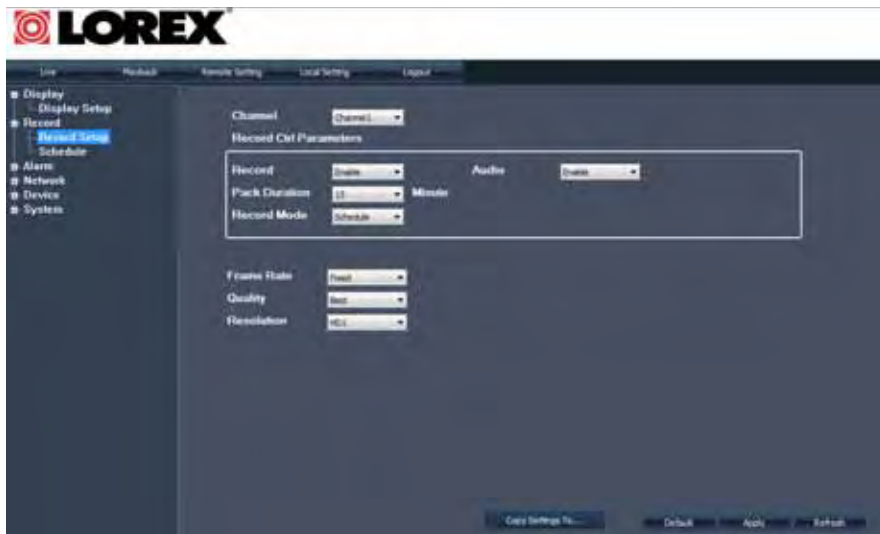 LOREX
Live Playback Remote Setting Local Setting Logout
Display
Display Setup
Record
Record Setup
Schedule
Alarm
Network
Device
System
Channel Channel1
Record Ctrl Parameters
Record Enable Audio Enable
Pack Duration 15 Minute
Record Mode Schedule
Frame Rate
Quality Best
Resolution HD1
Copy Settings To...
Default Apply Refresh